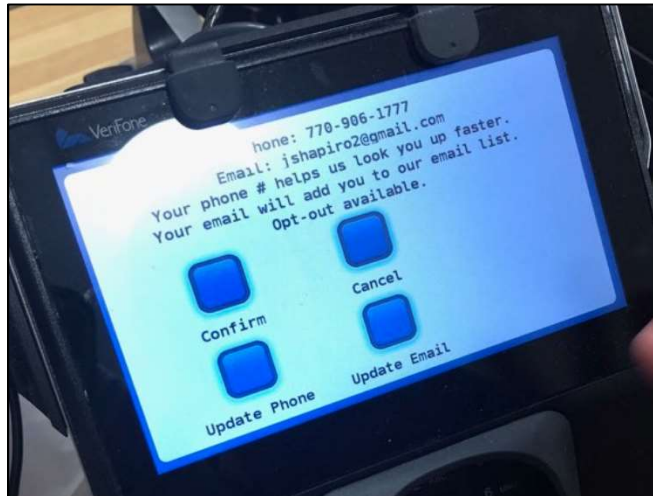 VeriFone
hone: 770-906-1777
Email: jshapiro2@gmail.com
Your phone # helps us look you up faster.
Your email will add you to our email list.
Opt-out available.
Confirm
Cancel
Update Phone
Update Email